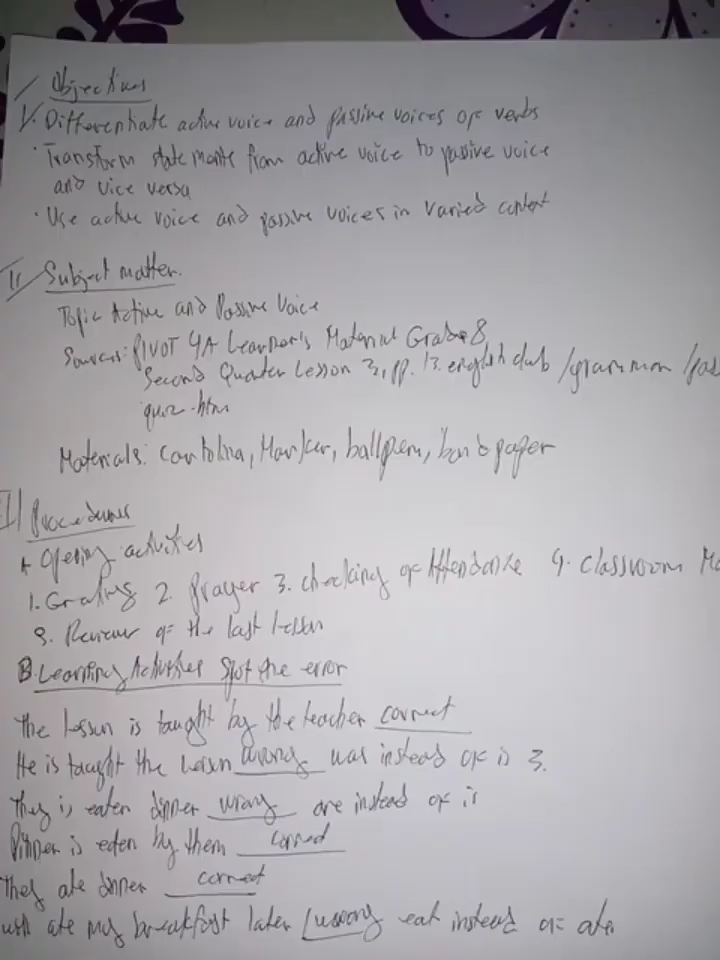 I Objectives
1. Differentiate active voice and passive voices of verbs
· Transform statements from active voice to passive voice
and vice versa
· Use active voice and passive voices in varied context
II Subject matter.
Topic Active and Passive Voice
Sources: PIVOT 4A Learner's Material Grade 8
Second Quarter Lesson 3, pp. 13. english club /grammar /pas
quiz.htm
Materials: Cartolina, Marker, ballpen, bond paper
Procedures
A Opening activities
1. Greeting 2. Prayer 3. checking of Attendance 4. Classroom Ma
Review of the last lesson
B. Learning Activities Spot the error
The lesson is taught by the teacher correct
He is taught the lesson wrong was instead of is 3.
They is eaten dinner wrong are instead of is
Dinner is eaten by them correct
They ate dinner correct
will ate my breakfast later wrong eat instead of ate